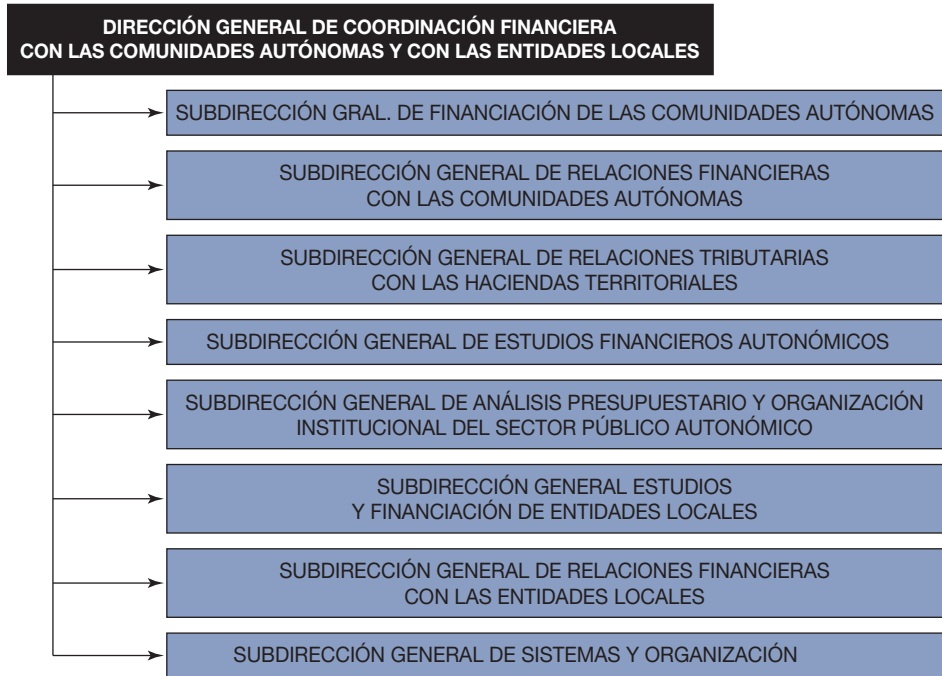 DIRECCIÓN GENERAL DE COORDINACIÓN FINANCIERA
CON LAS COMUNIDADES AUTÓNOMAS Y CON LAS ENTIDADES LOCALES
SUBDIRECCIÓN GRAL. DE FINANCIACIÓN DE LAS COMUNIDADES AUTÓNOMAS
SUBDIRECCIÓN GENERAL DE RELACIONES FINANCIERAS
CON LAS COMUNIDADES AUTÓNOMAS
SUBDIRECCIÓN GENERAL DE RELACIONES TRIBUTARIAS
CON LAS HACIENDAS TERRITORIALES
SUBDIRECCIÓN GENERAL DE ESTUDIOS FINANCIEROS AUTONÓMICOS
SUBDIRECCIÓN GENERAL DE ANÁLISIS PRESUPUESTARIO Y ORGANIZACIÓN
INSTITUCIONAL DEL SECTOR PÚBLICO AUTONÓMICO
SUBDIRECCIÓN GENERAL ESTUDIOS
Y FINANCIACIÓN DE ENTIDADES LOCALES
SUBDIRECCIÓN GENERAL DE RELACIONES FINANCIERAS
CON LAS ENTIDADES LOCALES
SUBDIRECCIÓN GENERAL DE SISTEMAS Y ORGANIZACIÓN